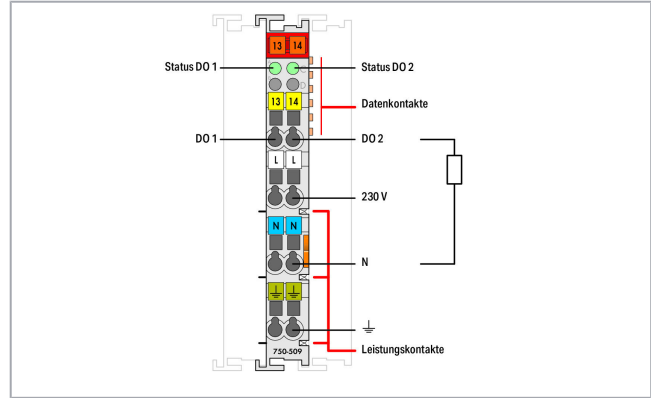 13 14
Status DO 1
Status DO 2
13 14
Datenkontakte
DO 1
DO 2
L L
230 V
N N
N
750-509
Leistungskontakte